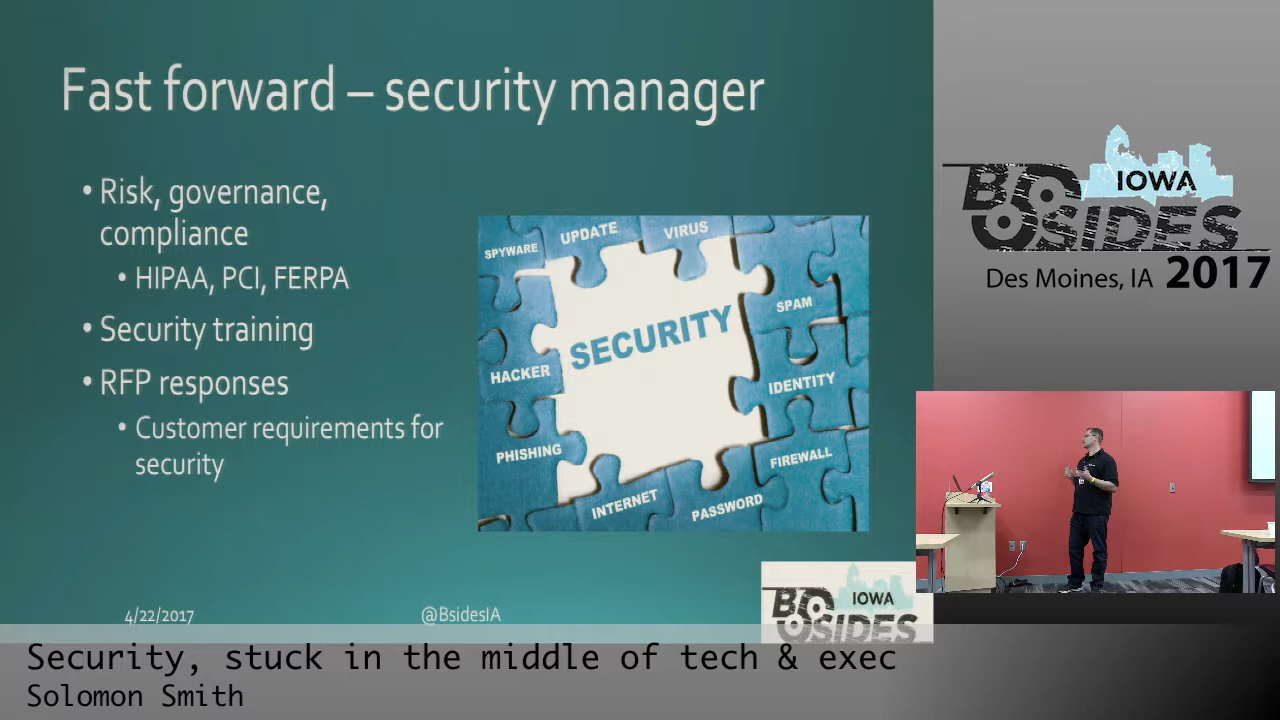 Fast forward – security manager
• Risk, governance,
compliance
• HIPAA, PCI, FERPA
• Security training
• RFP responses
• Customer requirements for
security
SPYWARE
UPDATE
VIRUS
SPAM
SECURITY
HACKER
IDENTITY
PHISHING
FIREWALL
INTERNET
PASSWORD
4/22/2017
@BsidesIA
BSIDES
IOWA
BSIDES
IOWA
Des Moines, IA 2017
Security, stuck in the middle of tech & exec
Solomon Smith